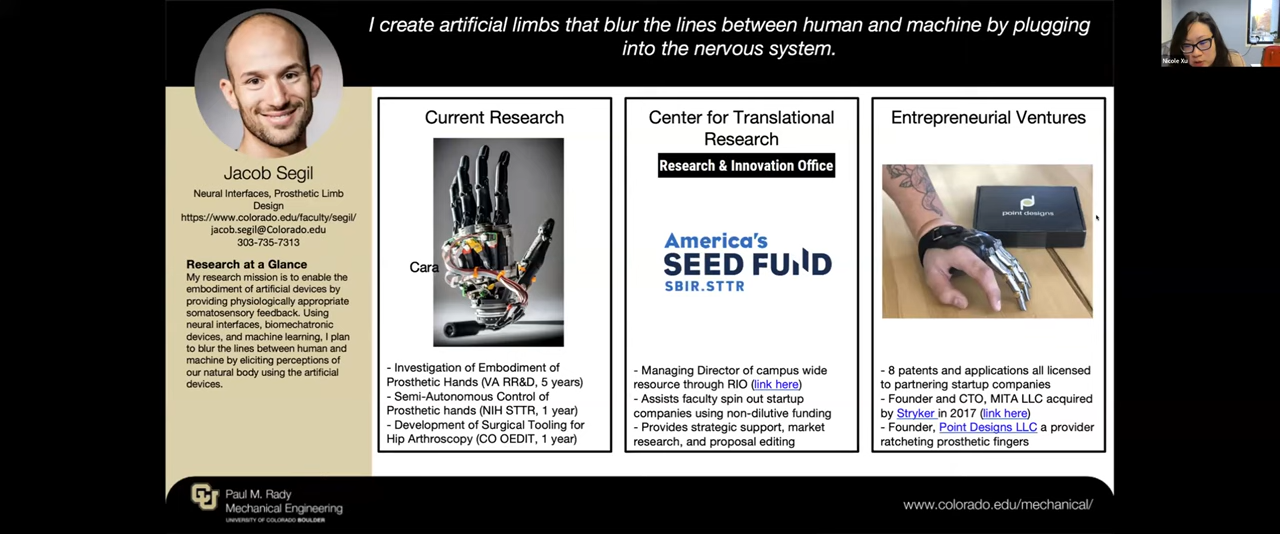 I create artificial limbs that blur the lines between human and machine by plugging
into the nervous system.
Nicole Xu
Jacob Segil
Neural Interfaces, Prosthetic Limb
Design
https://www.colorado.edu/faculty/segil/
jacob.segil@Colorado.edu
303-735-7313
Research at a Glance
My research mission is to enable the
embodiment of artificial devices by
providing physiologically appropriate
somatosensory feedback. Using
neural interfaces, biomechatronic
devices, and machine learning, I plan
to blur the lines between human and
machine by eliciting perceptions of
our natural body using the artificial
devices.
Current Research
Cara
- Investigation of Embodiment of
Prosthetic Hands (VA RR&D, 5 years)
- Semi-Autonomous Control of
Prosthetic hands (NIH STTR, 1 year)
- Development of Surgical Tooling for
Hip Arthroscopy (CO OEDIT, 1 year)
Center for Translational
Research
Research & Innovation Office
America's
SEED FUND
SBIR.STTR
- Managing Director of campus wide
resource through RIO (link here)
- Assists faculty spin out startup
companies using non-dilutive funding
- Provides strategic support, market
research, and proposal editing
Entrepreneurial Ventures
point designs
- 8 patents and applications all licensed
to partnering startup companies
- Founder and CTO, MITA LLC acquired
by Stryker in 2017 (link here)
- Founder, Point Designs LLC a provider
ratcheting prosthetic fingers
CU
Paul M. Rady
Mechanical Engineering
UNIVERSITY OF COLORADO BOULDER
www.colorado.edu/mechanical/